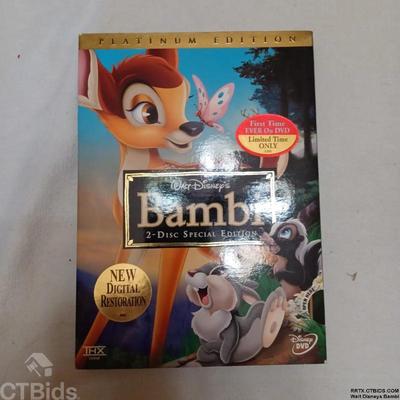 PLATINUM EDITION
First Time
EVER On DVD
Limited Time
ONLY
WALT DISNEY'S
Bambi
2-DISC SPECIAL EDITION
NEW
DIGITAL
RESTORATION
THX
Disney
DVD
CTBids
RRTX.CTBIDS.COM
Walt Disneys Bambi